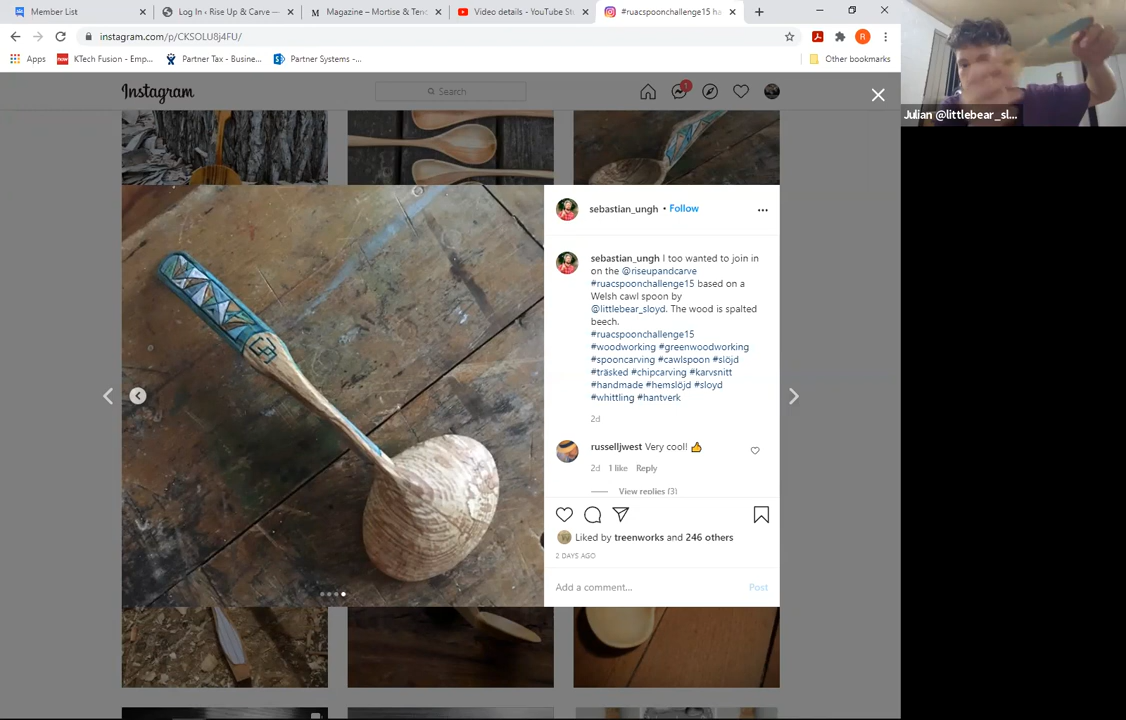 Member List
Log In ‹ Rise Up & Carve —
Magazine – Mortise & Tenc
Video details - YouTube St
#ruacspoonchallenge15 ha
instagram.com/p/CKSOLU8j4FU/
R
Apps
KTech Fusion - Emp...
Partner Tax - Busine...
Partner Systems -...
Other bookmarks
Instagram
Search
1
Julian @littlebear_sl...
sebastian_ungh • Follow
sebastian_ungh I too wanted to join in
on the @riseupandcarve
#ruacspoonchallenge15 based on a
Welsh cawl spoon by
@littlebear_sloyd. The wood is spalted
beech.
#ruacspoonchallenge15
#woodworking #greenwoodworking
#spooncarving #cawlspoon #slöjd
#träsked #chipcarving #karvsnitt
#handmade #hemslöjd #sloyd
#whittling #hantverk
2d
russelljwest Very cool! 👍
2d 1 like Reply
View replies (3)
Liked by treenworks and 246 others
2 DAYS AGO
Add a comment...
Post